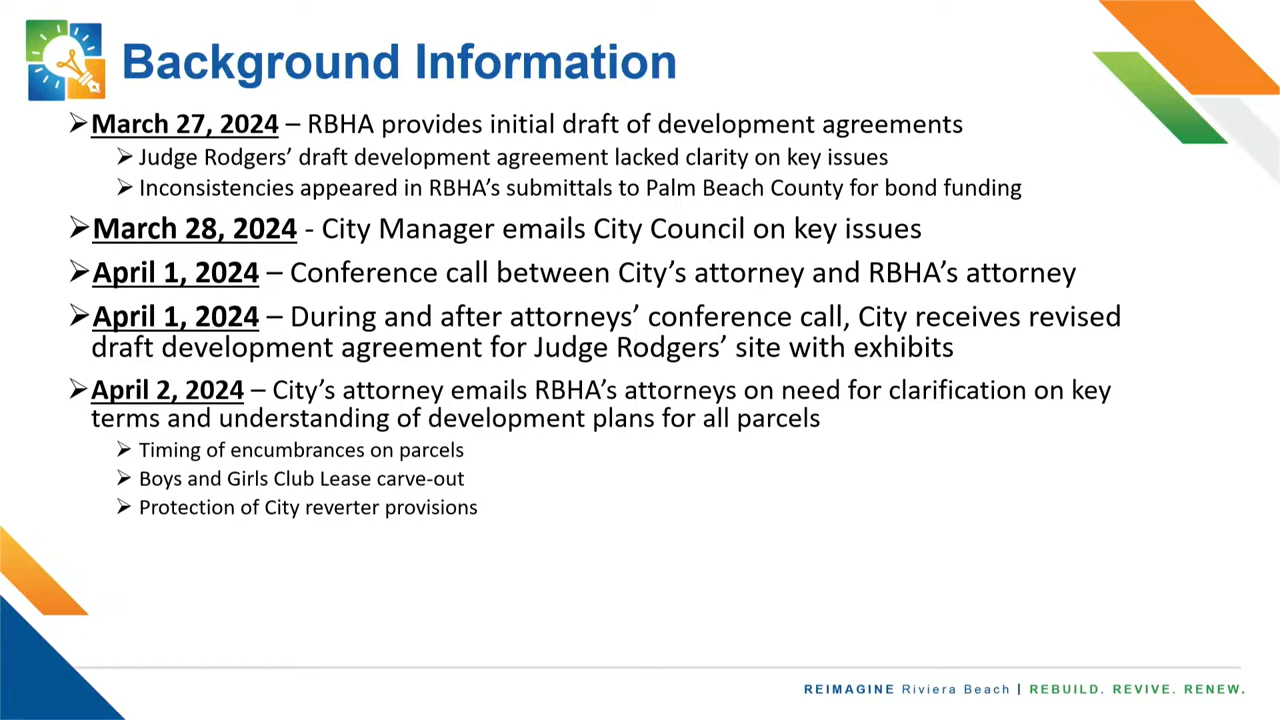 Background Information
➢March 27, 2024 – RBHA provides initial draft of development agreements
➢ Judge Rodgers’ draft development agreement lacked clarity on key issues
➢ Inconsistencies appeared in RBHA’s submittals to Palm Beach County for bond funding
➢March 28, 2024 - City Manager emails City Council on key issues
➢April 1, 2024 – Conference call between City’s attorney and RBHA’s attorney
➢April 1, 2024 – During and after attorneys’ conference call, City receives revised
draft development agreement for Judge Rodgers’ site with exhibits
➢April 2, 2024 – City’s attorney emails RBHA’s attorneys on need for clarification on key
terms and understanding of development plans for all parcels
➢ Timing of encumbrances on parcels
➢ Boys and Girls Club Lease carve-out
➢ Protection of City reverter provisions
REIMAGINE Riviera Beach | REBUILD. REVIVE. RENEW.